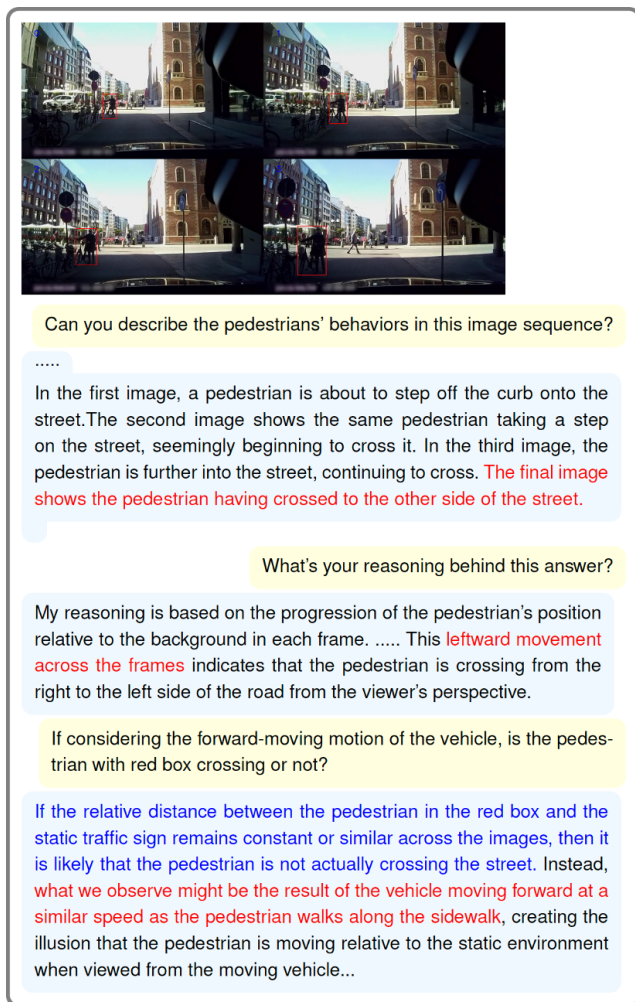 Can you describe the pedestrians' behaviors in this image sequence?
.....
In the first image, a pedestrian is about to step off the curb onto the
street.The second image shows the same pedestrian taking a step
on the street, seemingly beginning to cross it. In the third image, the
pedestrian is further into the street, continuing to cross. The final image
shows the pedestrian having crossed to the other side of the street.
What's your reasoning behind this answer?
My reasoning is based on the progression of the pedestrian's position
relative to the background in each frame. ..... This leftward movement
across the frames indicates that the pedestrian is crossing from the
right to the left side of the road from the viewer's perspective.
If considering the forward-moving motion of the vehicle, is the pedes-
trian with red box crossing or not?
If the relative distance between the pedestrian in the red box and the
static traffic sign remains constant or similar across the images, then it
is likely that the pedestrian is not actually crossing the street. Instead,
what we observe might be the result of the vehicle moving forward at a
similar speed as the pedestrian walks along the sidewalk, creating the
illusion that the pedestrian is moving relative to the static environment
when viewed from the moving vehicle...